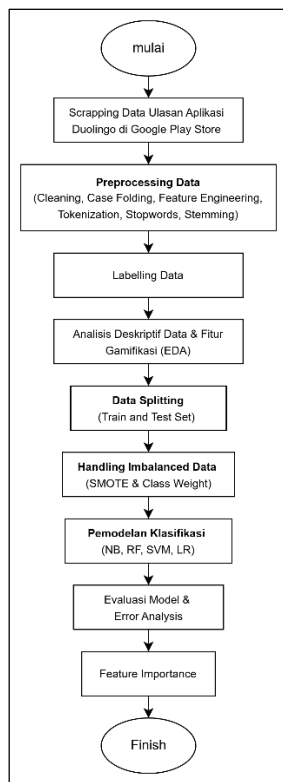 mulai
Scrapping Data Ulasan Aplikasi
Duolingo di Google Play Store
Preprocessing Data
(Cleaning, Case Folding, Feature Engineering,
Tokenization, Stopwords, Stemming)
Labelling Data
Analisis Deskriptif Data & Fitur
Gamifikasi (EDA)
Data Splitting
(Train and Test Set)
Handling Imbalanced Data
(SMOTE & Class Weight)
Pemodelan Klasifikasi
(NB, RF, SVM, LR)
Evaluasi Model &
Error Analysis
Feature Importance
Finish